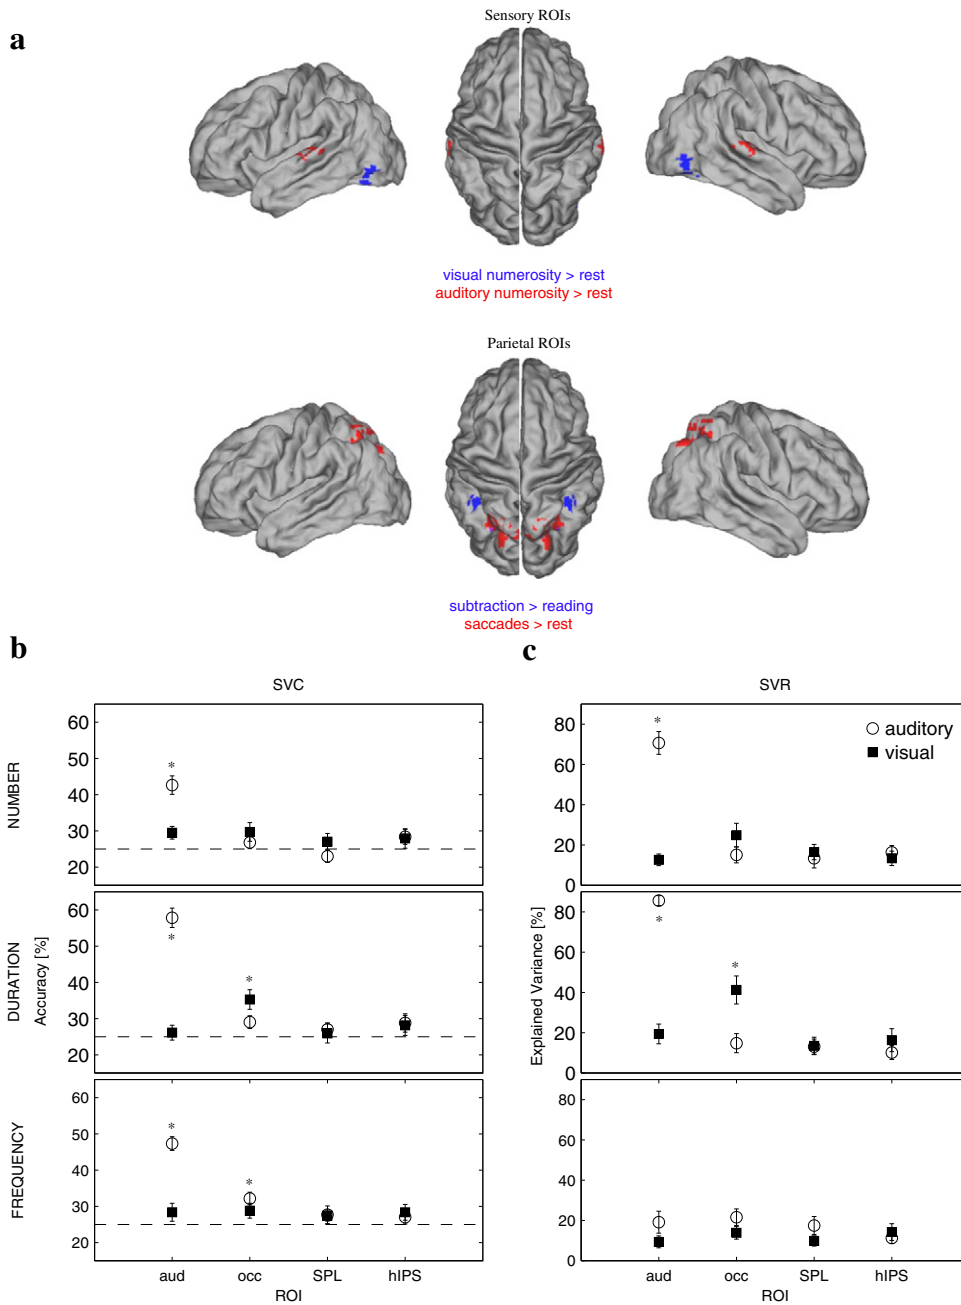 a
Sensory ROIs
visual numerosity > rest
auditory numerosity > rest
Parietal ROIs
subtraction > reading
saccades > rest
b
SVC
NUMBER
60
50
40
30
20
*
DURATION
Accuracy [%]
60
50
40
30
20
*
*
FREQUENCY
60
50
40
30
20
*
*
aud occ SPL hIPS
ROI
c
SVR
auditory
visual
80
60
40
20
0
*
Explained Variance [%]
80
60
40
20
0
*
*
80
60
40
20
0
aud occ SPL hIPS
ROI